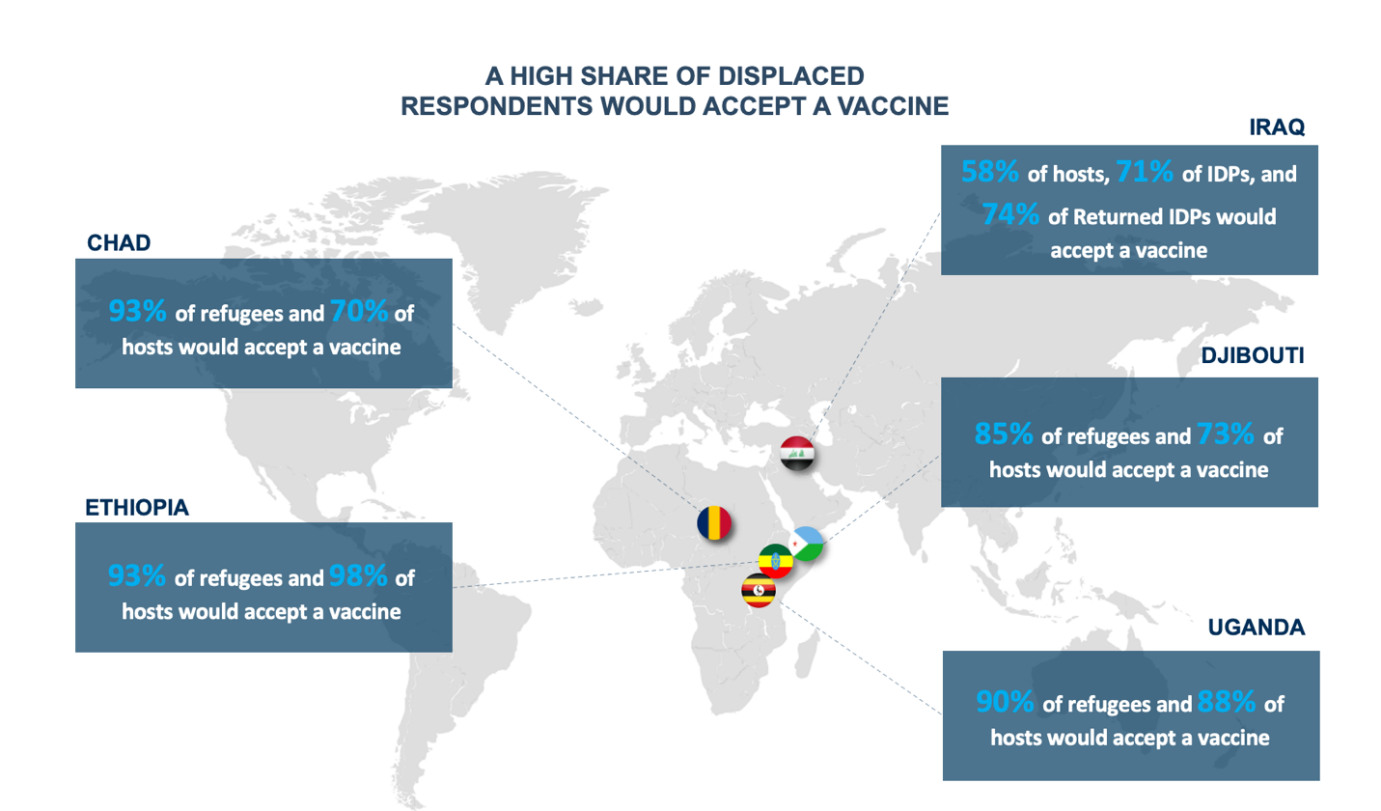 A HIGH SHARE OF DISPLACED
RESPONDENTS WOULD ACCEPT A VACCINE
IRAQ
58% of hosts, 71% of IDPs, and
74% of Returned IDPs would
accept a vaccine
CHAD
93% of refugees and 70% of
hosts would accept a vaccine
DJIBOUTI
85% of refugees and 73% of
hosts would accept a vaccine
ETHIOPIA
93% of refugees and 98% of
hosts would accept a vaccine
UGANDA
90% of refugees and 88% of
hosts would accept a vaccine